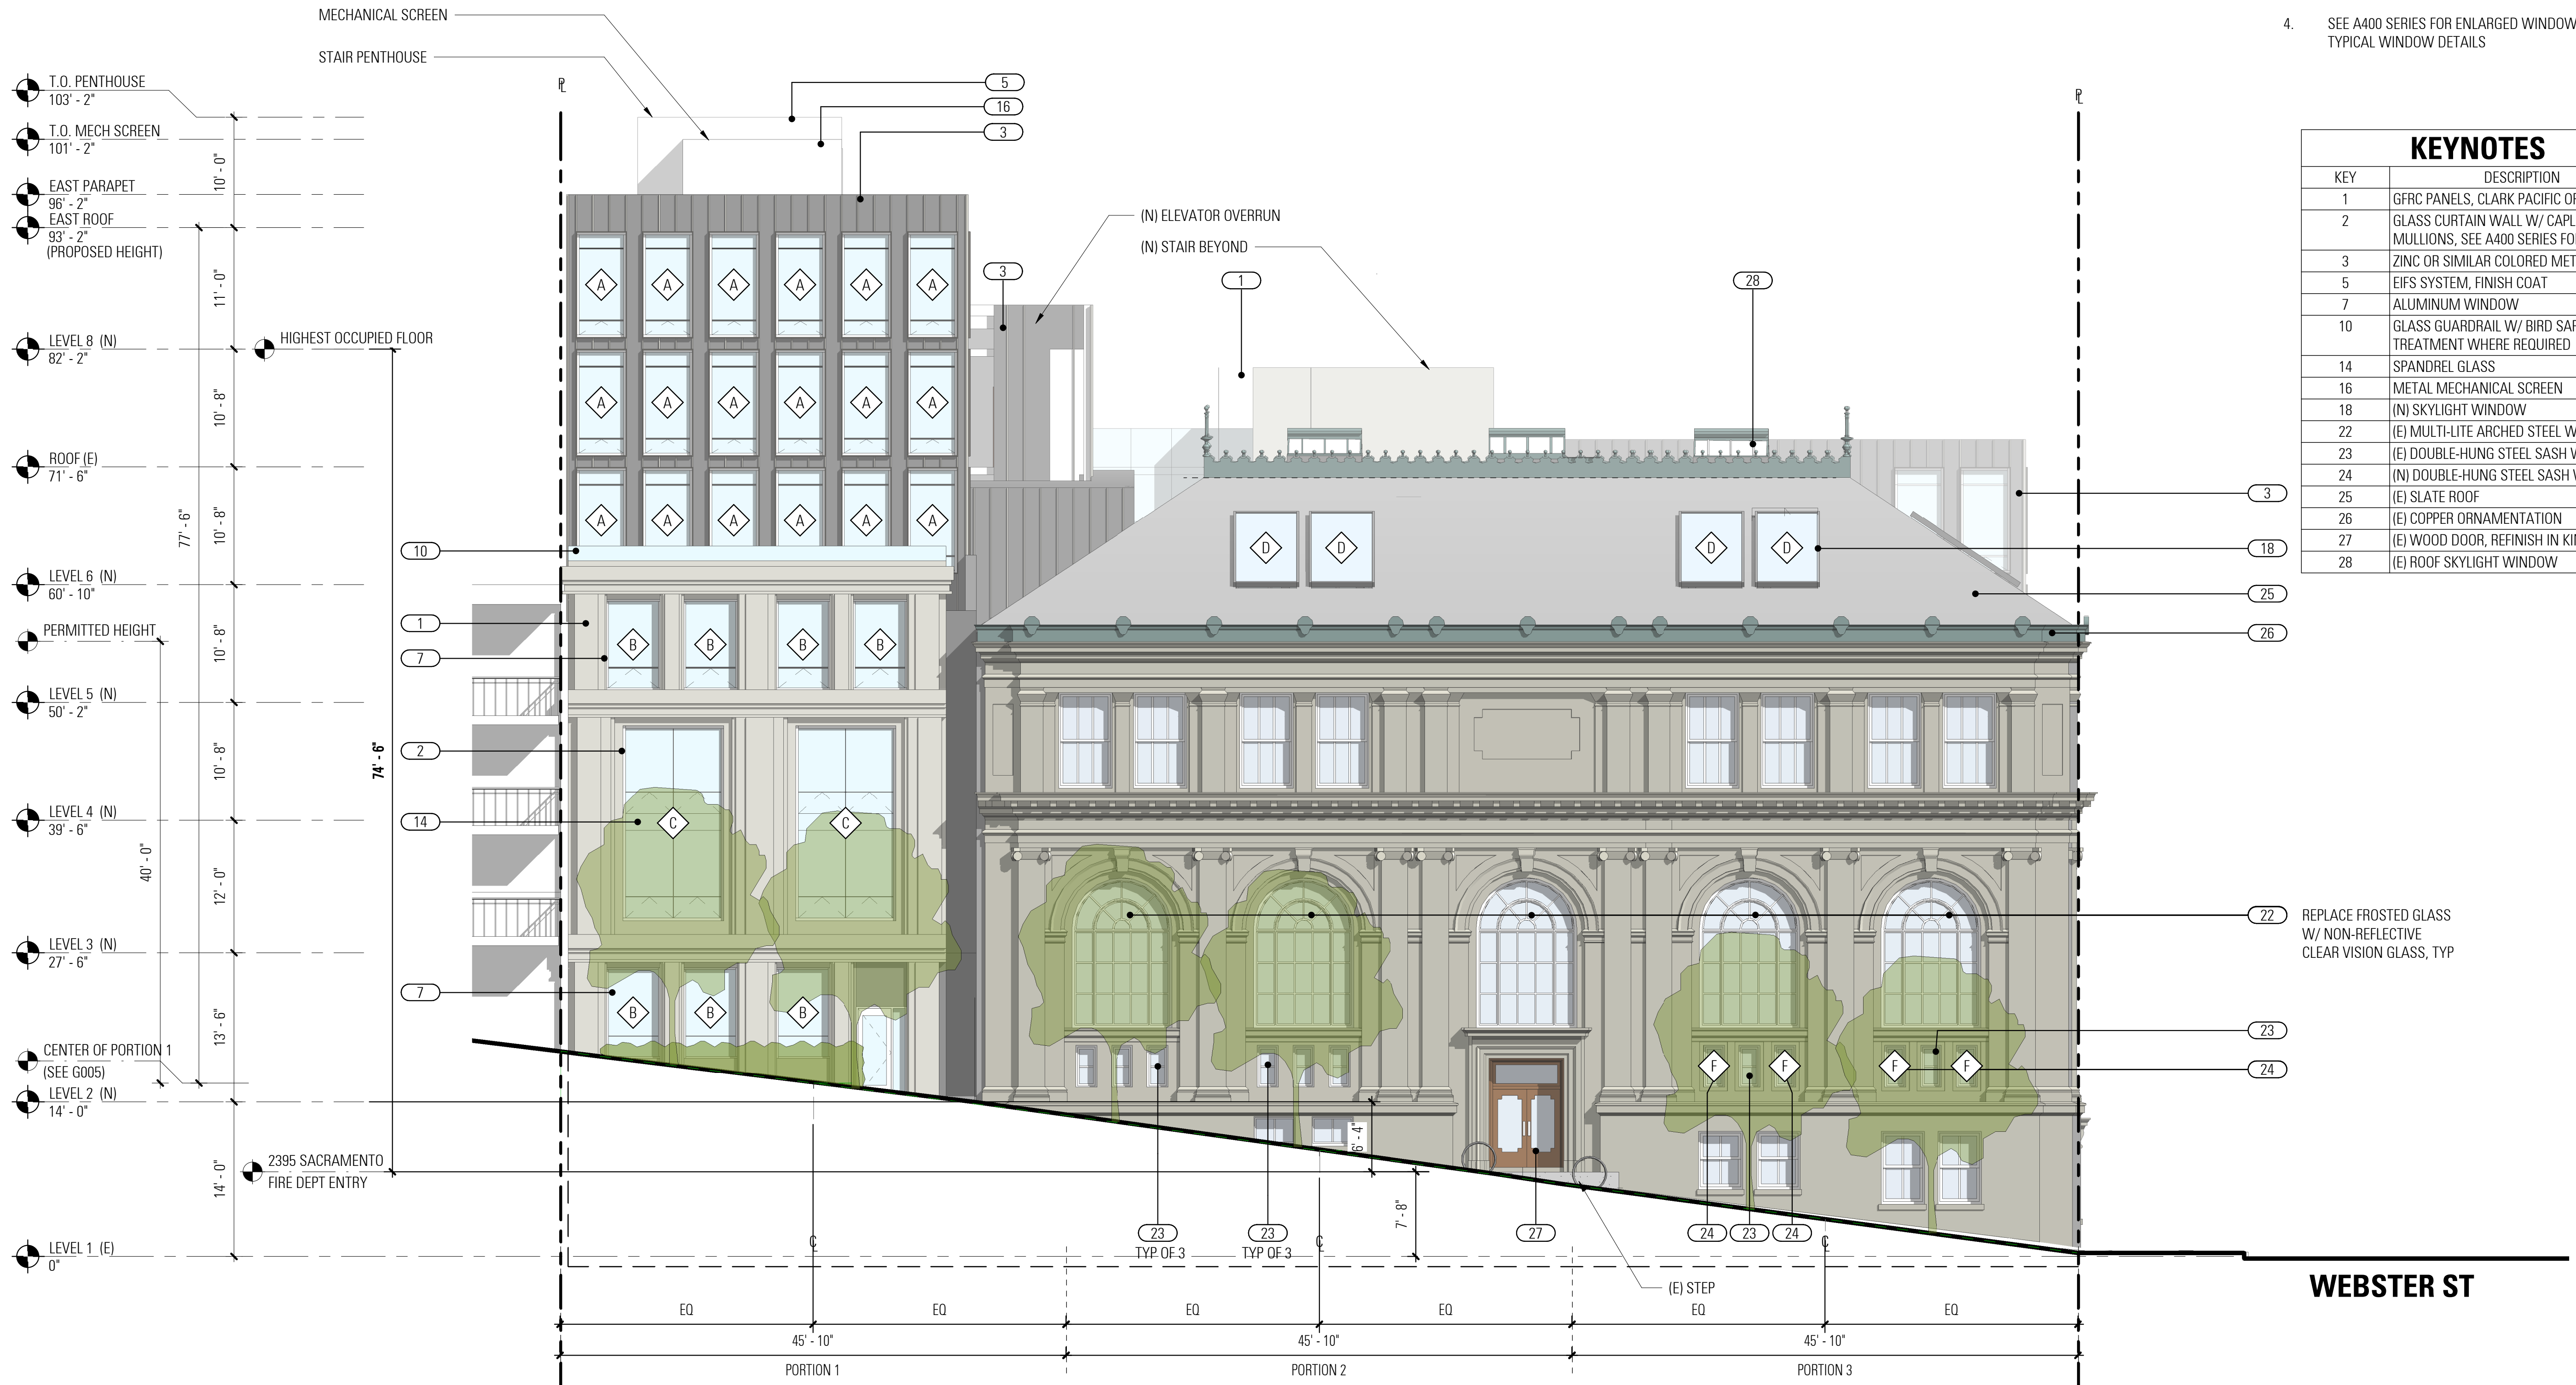 4. SEE A400 SERIES FOR ENLARGED WINDOW
TYPICAL WINDOW DETAILS
MECHANICAL SCREEN
STAIR PENTHOUSE
T.O. PENTHOUSE
103' - 2"
T.O. MECH SCREEN
101' - 2"
EAST PARAPET
96' - 2"
EAST ROOF
93' - 2"
(PROPOSED HEIGHT)
LEVEL 8 (N)
82' - 2"
HIGHEST OCCUPIED FLOOR
ROOF (E)
71' - 6"
LEVEL 6 (N)
60' - 10"
PERMITTED HEIGHT
LEVEL 5 (N)
50' - 2"
LEVEL 4 (N)
39' - 6"
LEVEL 3 (N)
27' - 6"
CENTER OF PORTION 1
(SEE G005)
LEVEL 2 (N)
14' - 0"
2395 SACRAMENTO
FIRE DEPT ENTRY
LEVEL 1 (E)
0"
10' - 0"
11' - 0"
10' - 8"
10' - 8"
10' - 8"
10' - 8"
12' - 0"
13' - 6"
14' - 0"
77' - 6"
40' - 0"
74' - 6"
PL
PL
5
16
3
(N) ELEVATOR OVERRUN
(N) STAIR BEYOND
3
1
28
A A A A A A
A A A A A A
A A A A A A
10
1
7
2
14
7
B B B B
C C
B B B
D D D D
3
18
25
26
22 REPLACE FROSTED GLASS
W/ NON-REFLECTIVE
CLEAR VISION GLASS, TYP
23
24
F F F F
6' - 4"
7' - 8"
23
TYP OF 3
23
TYP OF 3
27
24 23 24
CL CL CL
(E) STEP
EQ EQ EQ EQ EQ EQ
45' - 10" 45' - 10" 45' - 10"
PORTION 1 PORTION 2 PORTION 3
WEBSTER ST
KEYNOTES
KEY DESCRIPTION
1 GFRC PANELS, CLARK PACIFIC OR
2 GLASS CURTAIN WALL W/ CAPL
MULLIONS, SEE A400 SERIES FO
3 ZINC OR SIMILAR COLORED MET
5 EIFS SYSTEM, FINISH COAT
7 ALUMINUM WINDOW
10 GLASS GUARDRAIL W/ BIRD SAF
TREATMENT WHERE REQUIRED
14 SPANDREL GLASS
16 METAL MECHANICAL SCREEN
18 (N) SKYLIGHT WINDOW
22 (E) MULTI-LITE ARCHED STEEL W
23 (E) DOUBLE-HUNG STEEL SASH W
24 (N) DOUBLE-HUNG STEEL SASH W
25 (E) SLATE ROOF
26 (E) COPPER ORNAMENTATION
27 (E) WOOD DOOR, REFINISH IN KI
28 (E) ROOF SKYLIGHT WINDOW